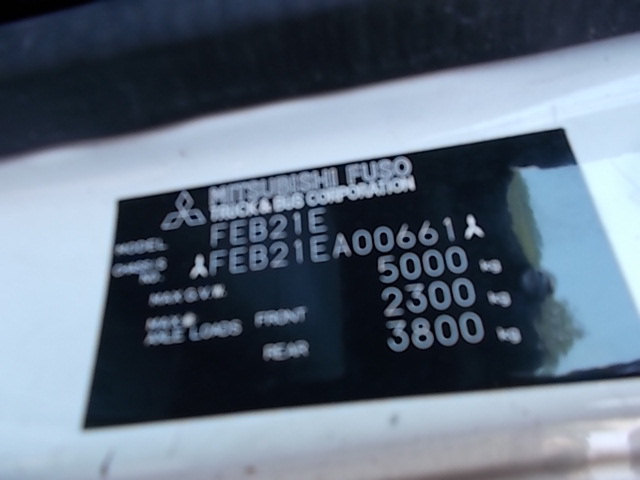 MITSUBISHI FUSO
TRUCK & BUS CORPORATION
MODEL FEB21E
CHASSIS NO. FEB21EA00661
MAX G.V.W. 5000 kg
MAX. AXLE LOADS FRONT 2300 kg
REAR 3800 kg